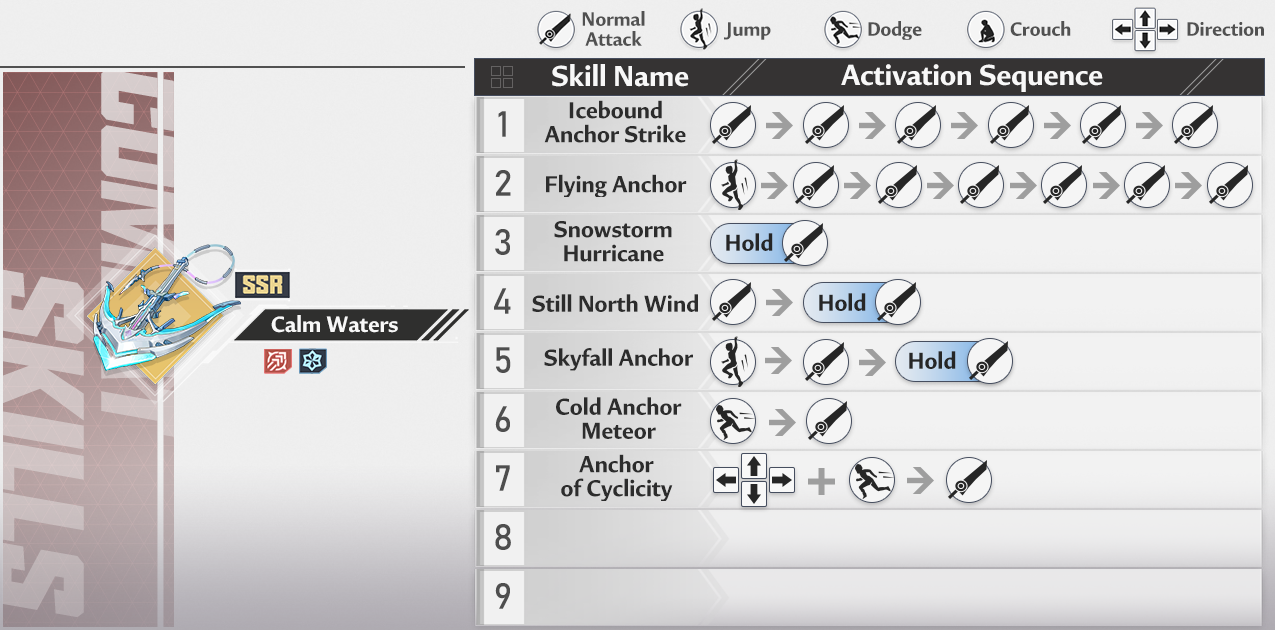 Normal
Attack
Jump
Dodge
Crouch
Direction
Skill Name
Activation Sequence
1
Icebound
Anchor Strike
2
Flying Anchor
3
Snowstorm
Hurricane
Hold
4
Still North Wind
Hold
5
Skyfall Anchor
Hold
6
Cold Anchor
Meteor
7
Anchor
of Cyclicity
8
9
SSR
Calm Waters
SKILLS